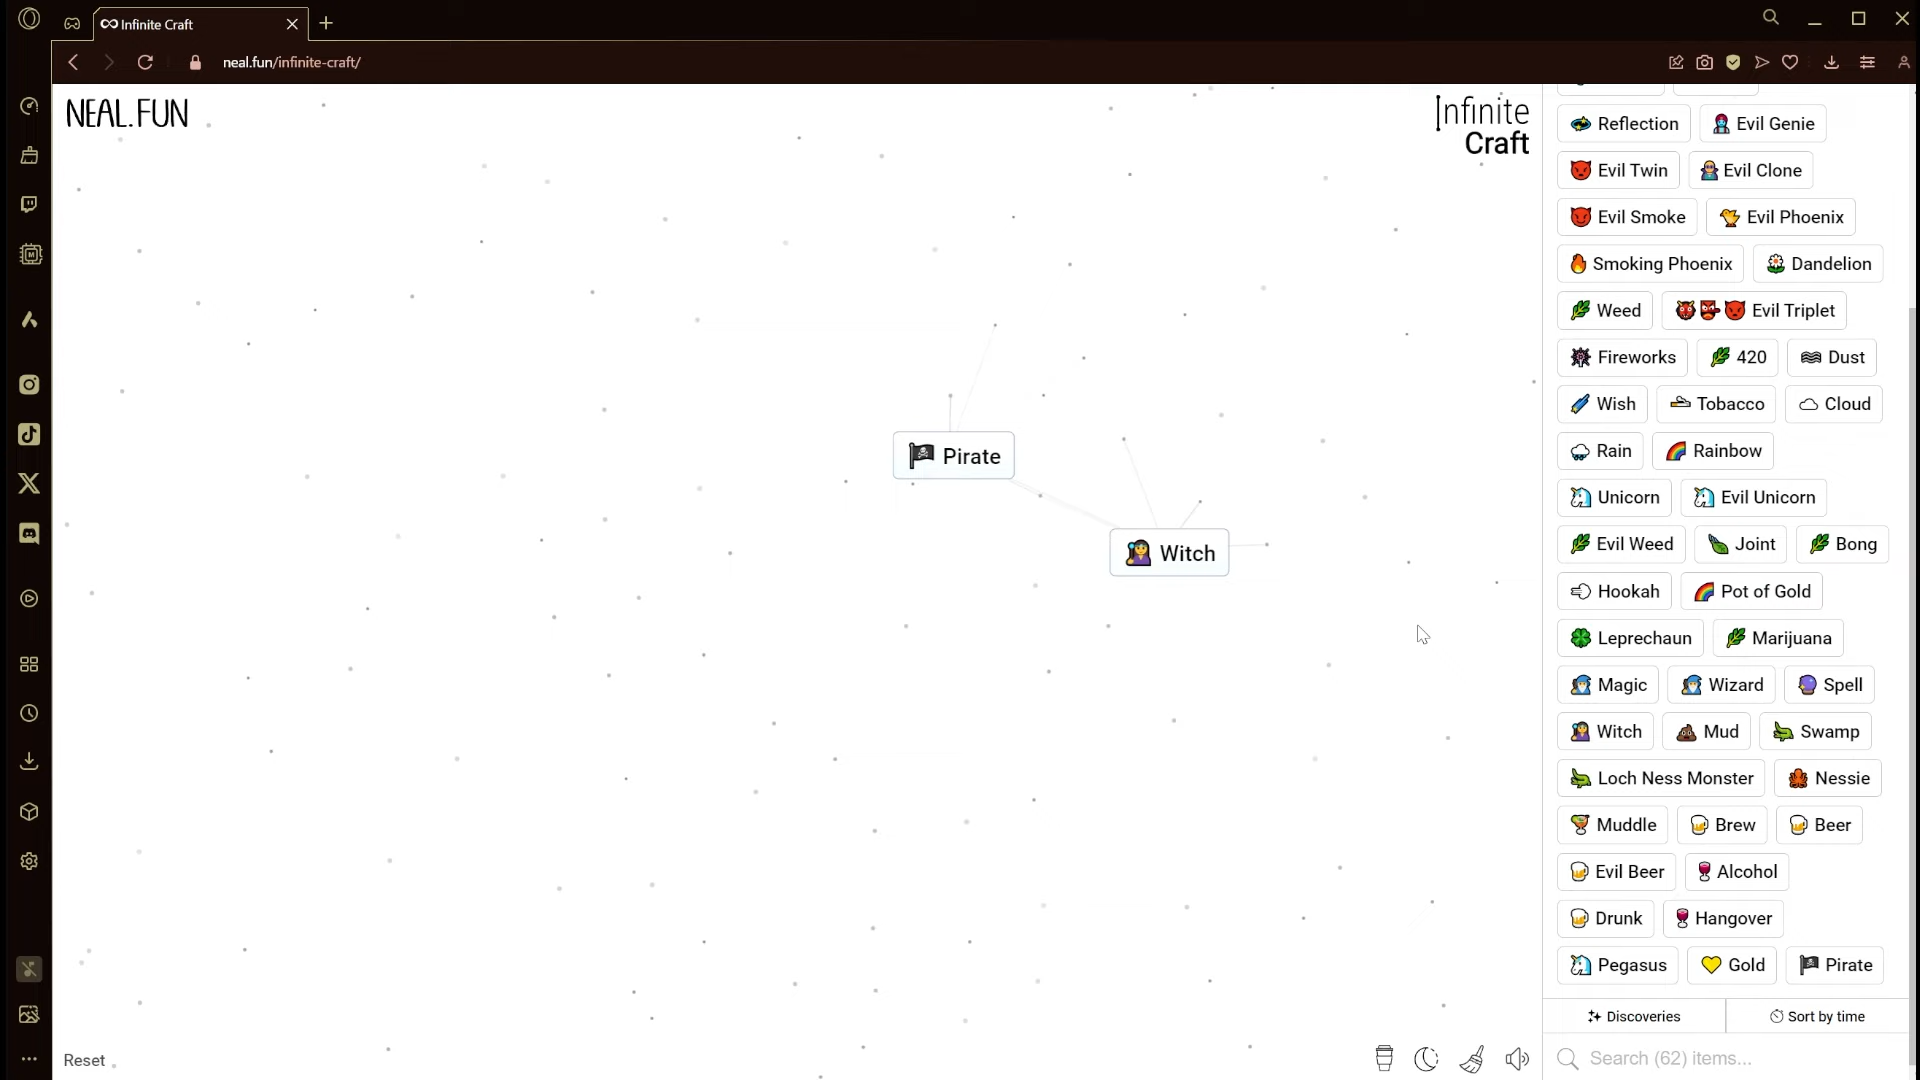 Infinite Craft
neal.fun/infinite-craft/
NEAL.FUN
Infinite
Craft
Pirate
Witch
Reflection Evil Genie
Evil Twin Evil Clone
Evil Smoke Evil Phoenix
Smoking Phoenix Dandelion
Weed Evil Triplet
Fireworks 420 Dust
Wish Tobacco Cloud
Rain Rainbow
Unicorn Evil Unicorn
Evil Weed Joint Bong
Hookah Pot of Gold
Leprechaun Marijuana
Magic Wizard Spell
Witch Mud Swamp
Loch Ness Monster Nessie
Muddle Brew Beer
Evil Beer Alcohol
Drunk Hangover
Pegasus Gold Pirate
Discoveries Sort by time
Reset
Search (62) items...